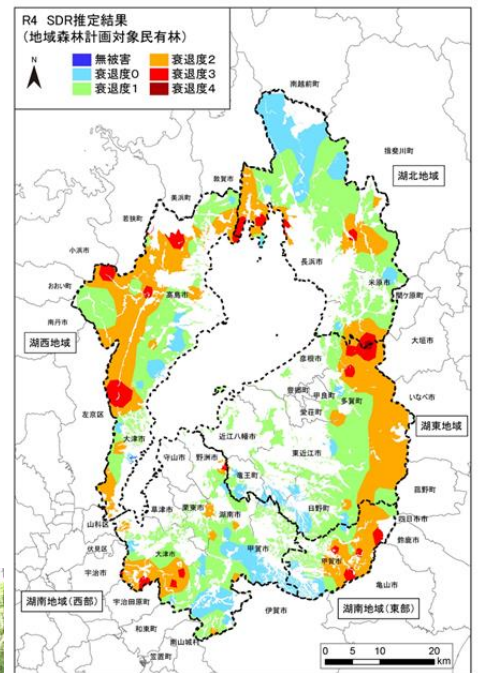 R4 SDR推定結果
(地域森林計画対象民有林)
N
無被害
衰退度0
衰退度1
衰退度2
衰退度3
衰退度4
南越前町
揖斐川町
湖北地域
敦賀市
美浜町
若狭町
小浜市
おおい町
南丹市
長浜市
米原市
関ケ原町
高島市
大垣市
湖西地域
彦根市
いなべ市
豊郷町
甲良町
多賀町
愛荘町
左京区
湖東地域
大津市
近江八幡市
東近江市
守山市
野洲市
竜王町
菰野町
草津市
栗東市
湖南市
日野町
四日市市
山科区
鈴鹿市
伏見区
大津市
甲賀市
甲賀市
宇治市
亀山市
湖南地域(西部)
宇治田原町
伊賀市
湖南地域(東部)
和束町
南山城村
笠置町
0 5 10 20
km